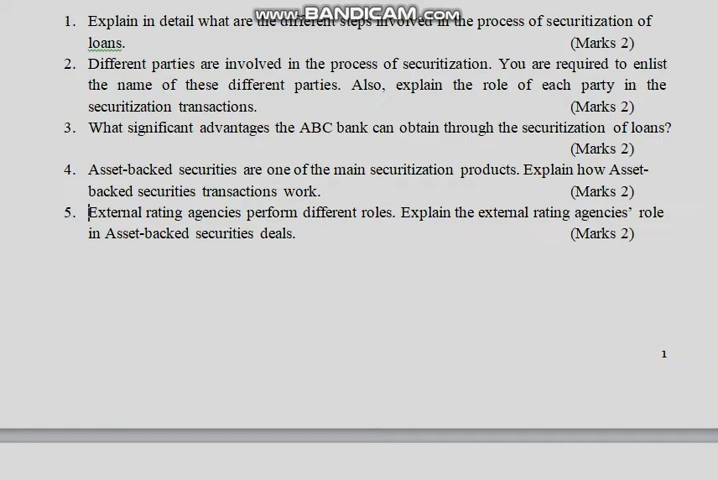 www.BANDICAM.com
1. Explain in detail what are the different steps involved in the process of securitization of
loans. (Marks 2)
2. Different parties are involved in the process of securitization. You are required to enlist
the name of these different parties. Also, explain the role of each party in the
securitization transactions. (Marks 2)
3. What significant advantages the ABC bank can obtain through the securitization of loans?
(Marks 2)
4. Asset-backed securities are one of the main securitization products. Explain how Asset-
backed securities transactions work. (Marks 2)
5. External rating agencies perform different roles. Explain the external rating agencies' role
in Asset-backed securities deals. (Marks 2)
1